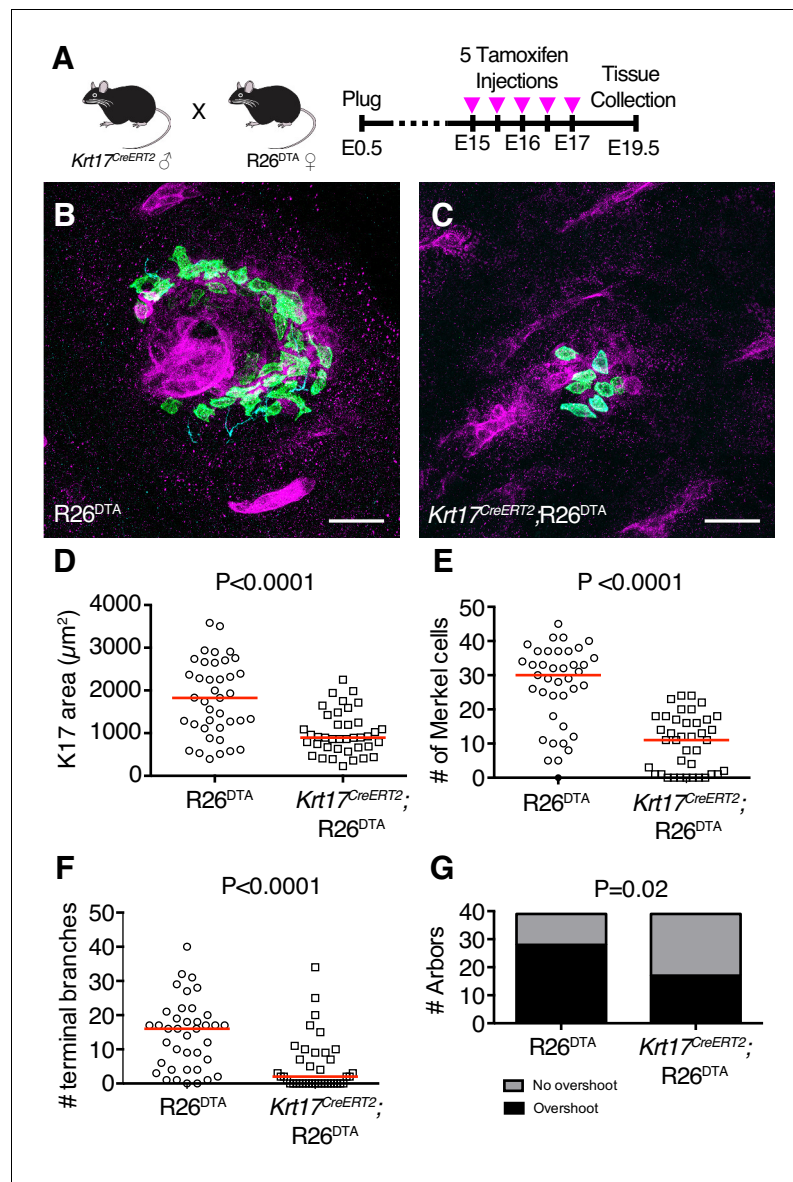 A
5 Tamoxifen
Injections
Tissue
Collection
Plug
X
Krt17CreERT2 ♂
R26DTA ♀
E0.5
E15
E16
E17
E19.5
B
R26DTA
C
Krt17CreERT2;R26DTA
D
P<0.0001
K17 area (µm2)
4000
3000
2000
1000
0
R26DTA
Krt17CreERT2;
R26DTA
E
P <0.0001
# of Merkel cells
50
40
30
20
10
0
R26DTA
Krt17CreERT2;
R26DTA
F
P<0.0001
# terminal branches
50
40
30
20
10
0
R26DTA
Krt17CreERT2;
R26DTA
G
P=0.02
# Arbors
40
30
20
10
0
R26DTA
Krt17CreERT2;
R26DTA
No overshoot
Overshoot